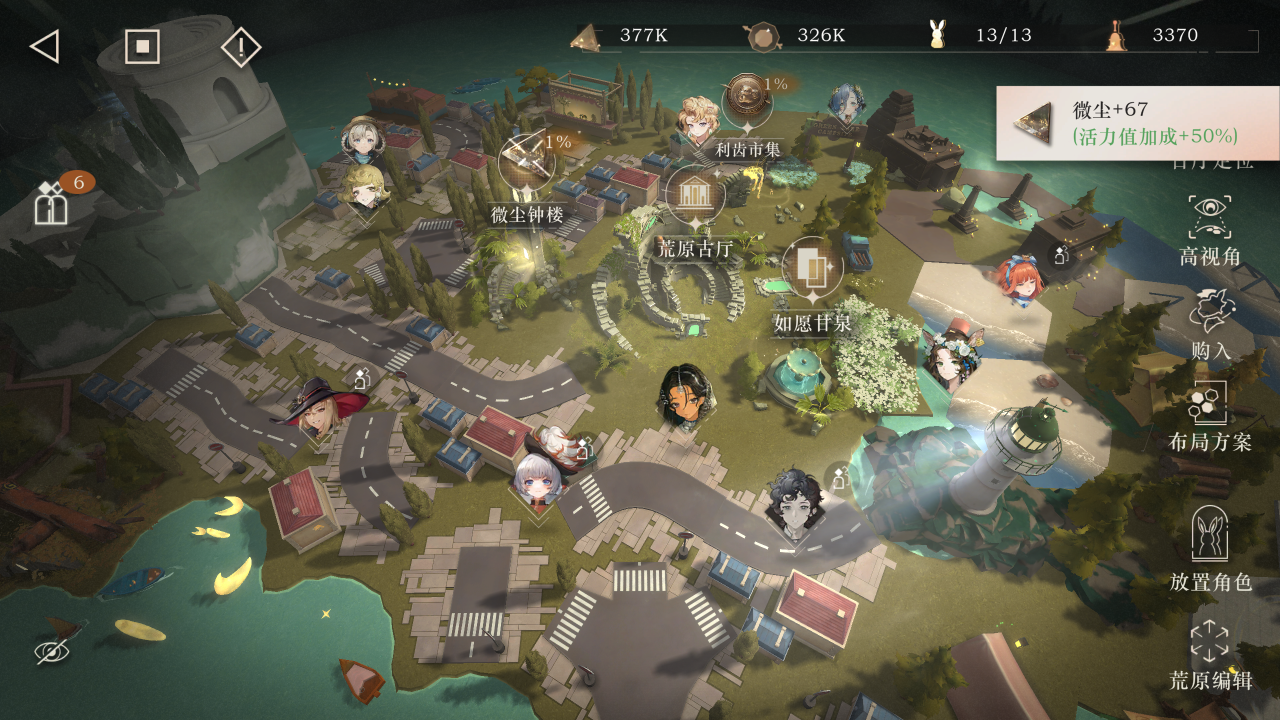 377K
326K
13/13
3370
微尘+67
(活力值加成+50%)
6
1%
利齿市集
1%
微尘钟楼
荒原古厅
如愿甘泉
高视角
购入
布局方案
放置角色
荒原编辑